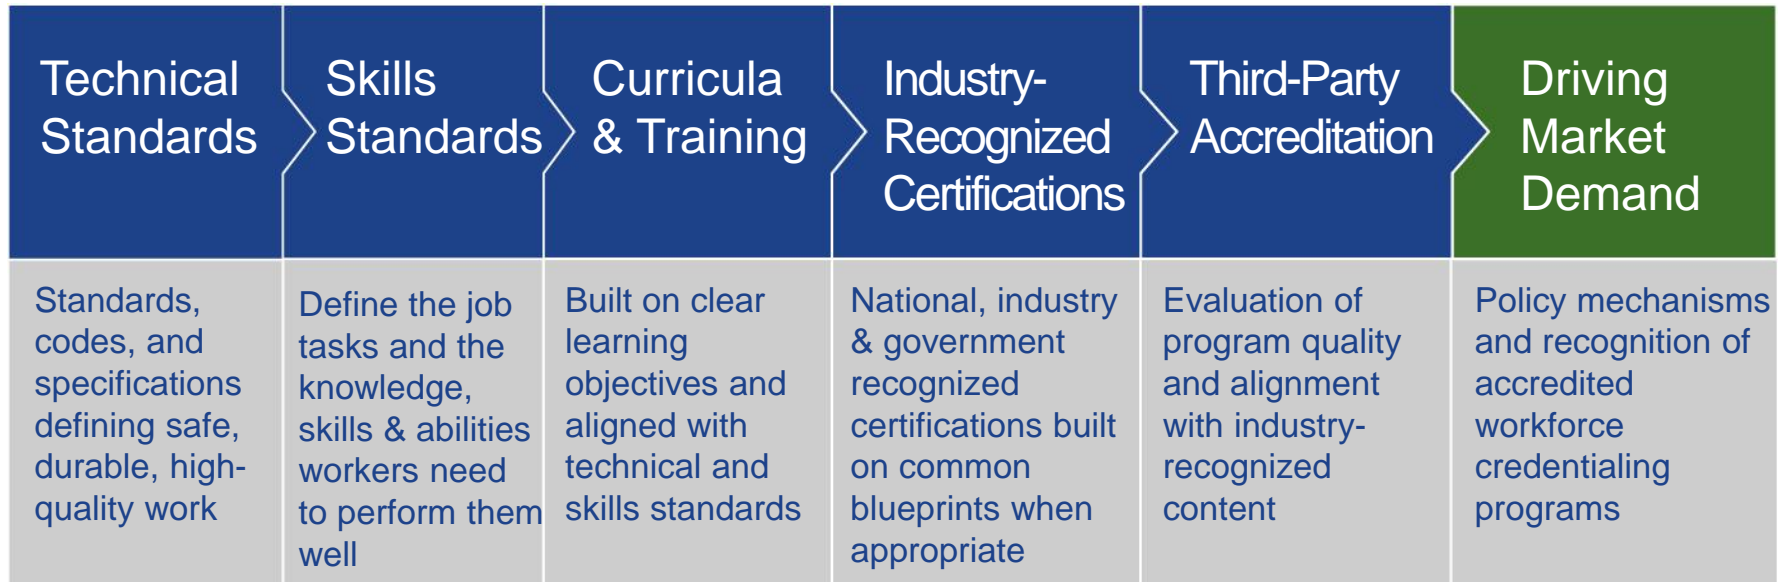 Technical
Standards
Skills
Standards
Curricula
& Training
Industry-
Recognized
Certifications
Third-Party
Accreditation
Driving
Market
Demand
Standards,
codes, and
specifications
defining safe,
durable, high-
quality work
Define the job
tasks and the
knowledge,
skills & abilities
workers need
to perform them
well
Built on clear
learning
objectives and
aligned with
technical and
skills standards
National, industry
& government
recognized
certifications built
on common
blueprints when
appropriate
Evaluation of
program quality
and alignment
with industry-
recognized
content
Policy mechanisms
and recognition of
accredited
workforce
credentialing
programs